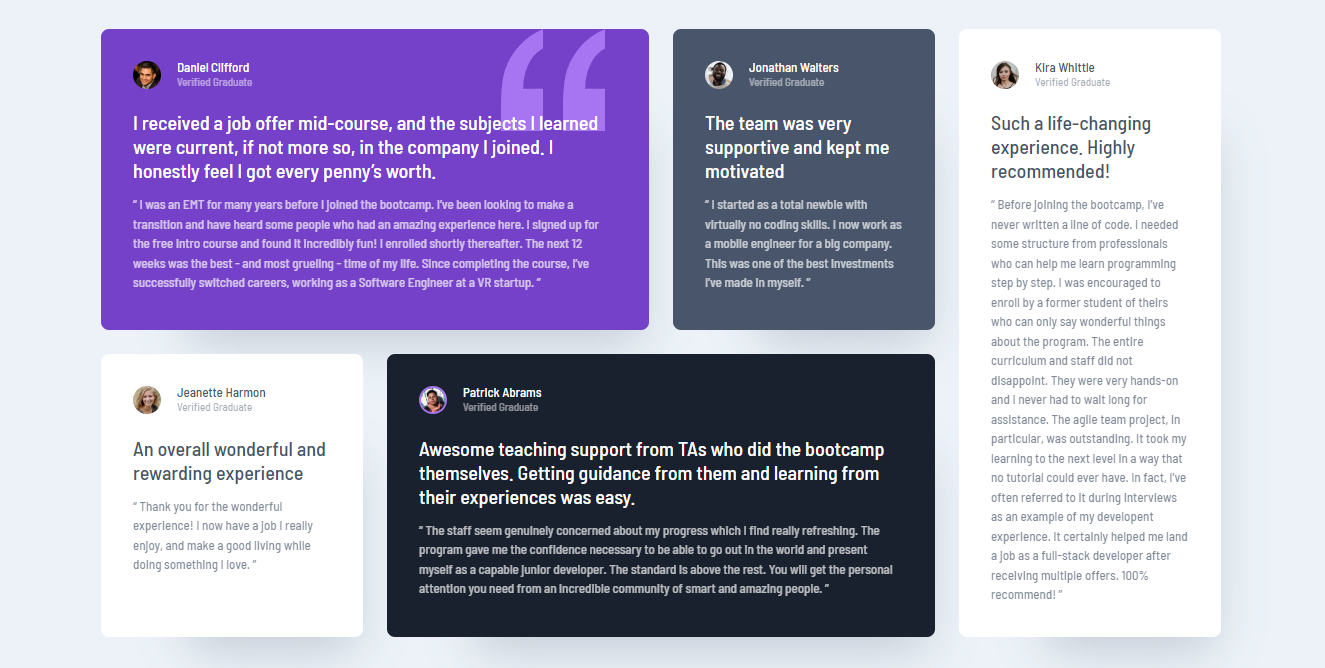 Daniel Clifford
Verified Graduate
I received a job offer mid-course, and the subjects I learned
were current, if not more so, in the company I joined. I
honestly feel I got every penny’s worth.
“ I was an EMT for many years before I joined the bootcamp. I’ve been looking to make a
transition and have heard some people who had an amazing experience here. I signed up for
the free intro course and found it incredibly fun! I enrolled shortly thereafter. The next 12
weeks was the best - and most grueling - time of my life. Since completing the course, I’ve
successfully switched careers, working as a Software Engineer at a VR startup. ”
Jonathan Walters
Verified Graduate
The team was very
supportive and kept me
motivated
“ I started as a total newbie with
virtually no coding skills. I now work as
a mobile engineer for a big company.
This was one of the best investments
I’ve made in myself. ”
Kira Whittle
Verified Graduate
Such a life-changing
experience. Highly
recommended!
“ Before joining the bootcamp, I’ve
never written a line of code. I needed
some structure from professionals
who can help me learn programming
step by step. I was encouraged to
enroll by a former student of theirs
who can only say wonderful things
about the program. The entire
curriculum and staff did not
disappoint. They were very hands-on
and I never had to wait long for
assistance. The agile team project, in
particular, was outstanding. It took my
learning to the next level in a way that
no tutorial could ever have. In fact, I’ve
often referred to it during interviews
as an example of my developent
experience. It certainly helped me land
a job as a full-stack developer after
receiving multiple offers. 100%
recommend! ”
Jeanette Harmon
Verified Graduate
An overall wonderful and
rewarding experience
“ Thank you for the wonderful
experience! I now have a job I really
enjoy, and make a good living while
doing something I love. ”
Patrick Abrams
Verified Graduate
Awesome teaching support from TAs who did the bootcamp
themselves. Getting guidance from them and learning from
their experiences was easy.
“ The staff seem genuinely concerned about my progress which I find really refreshing. The
program gave me the confidence necessary to be able to go out in the world and present
myself as a capable junior developer. The standard is above the rest. You will get the personal
attention you need from an incredible community of smart and amazing people. ”